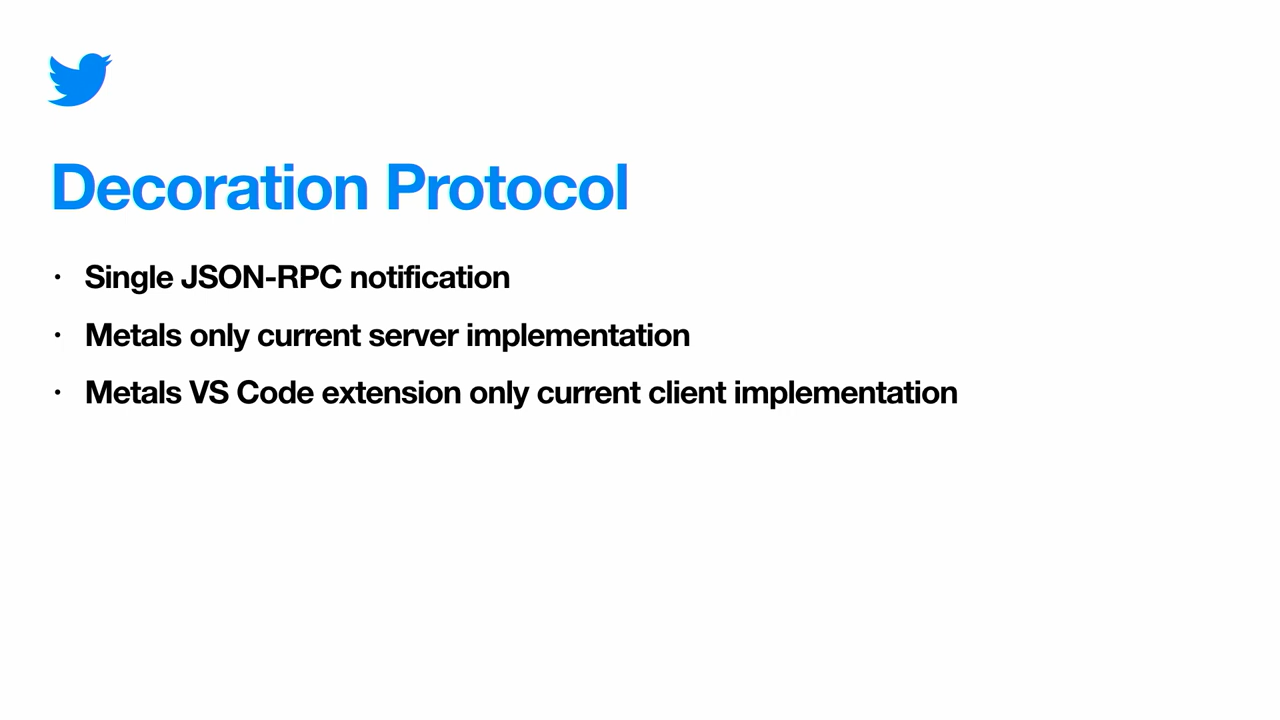 Decoration Protocol
· Single JSON-RPC notification
· Metals only current server implementation
· Metals VS Code extension only current client implementation